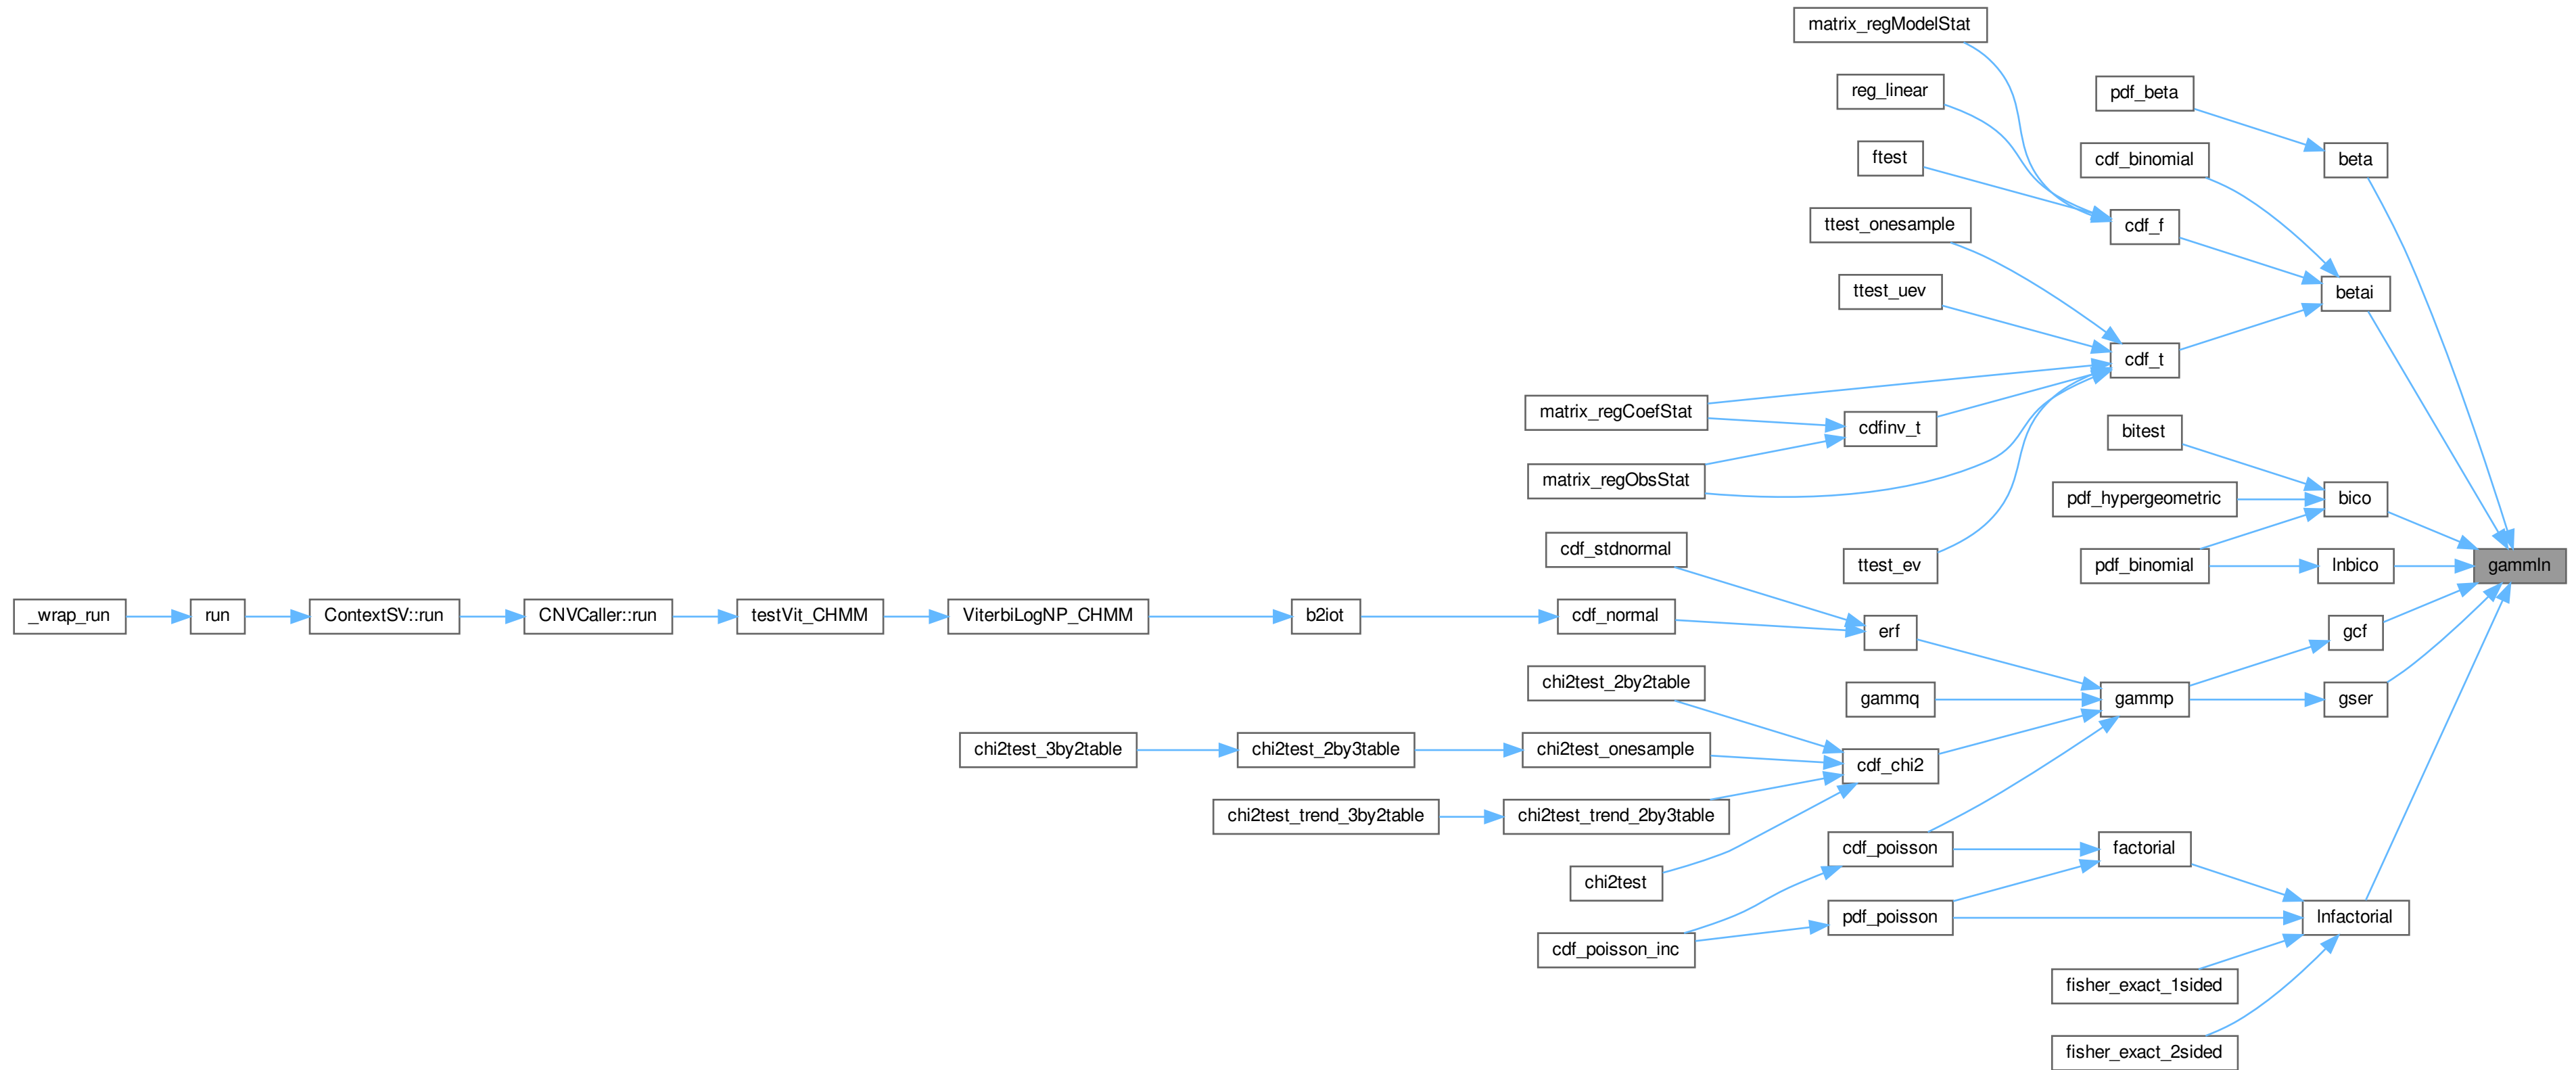 matrix_regModelStat
reg_linear
pdf_beta
ftest
cdf_binomial
beta
ttest_onesample
cdf_f
ttest_uev
betai
cdf_t
matrix_regCoefStat
cdfinv_t
bitest
matrix_regObsStat
pdf_hypergeometric
bico
cdf_stdnormal
ttest_ev
pdf_binomial
lnbico
gammln
_wrap_run
run
ContextSV::run
CNVCaller::run
testVit_CHMM
ViterbiLogNP_CHMM
b2iot
cdf_normal
erf
gcf
chi2test_2by2table
gammq
gammp
gser
chi2test_3by2table
chi2test_2by3table
chi2test_onesample
cdf_chi2
chi2test_trend_3by2table
chi2test_trend_2by3table
cdf_poisson
factorial
chi2test
pdf_poisson
lnfactorial
cdf_poisson_inc
fisher_exact_1sided
fisher_exact_2sided